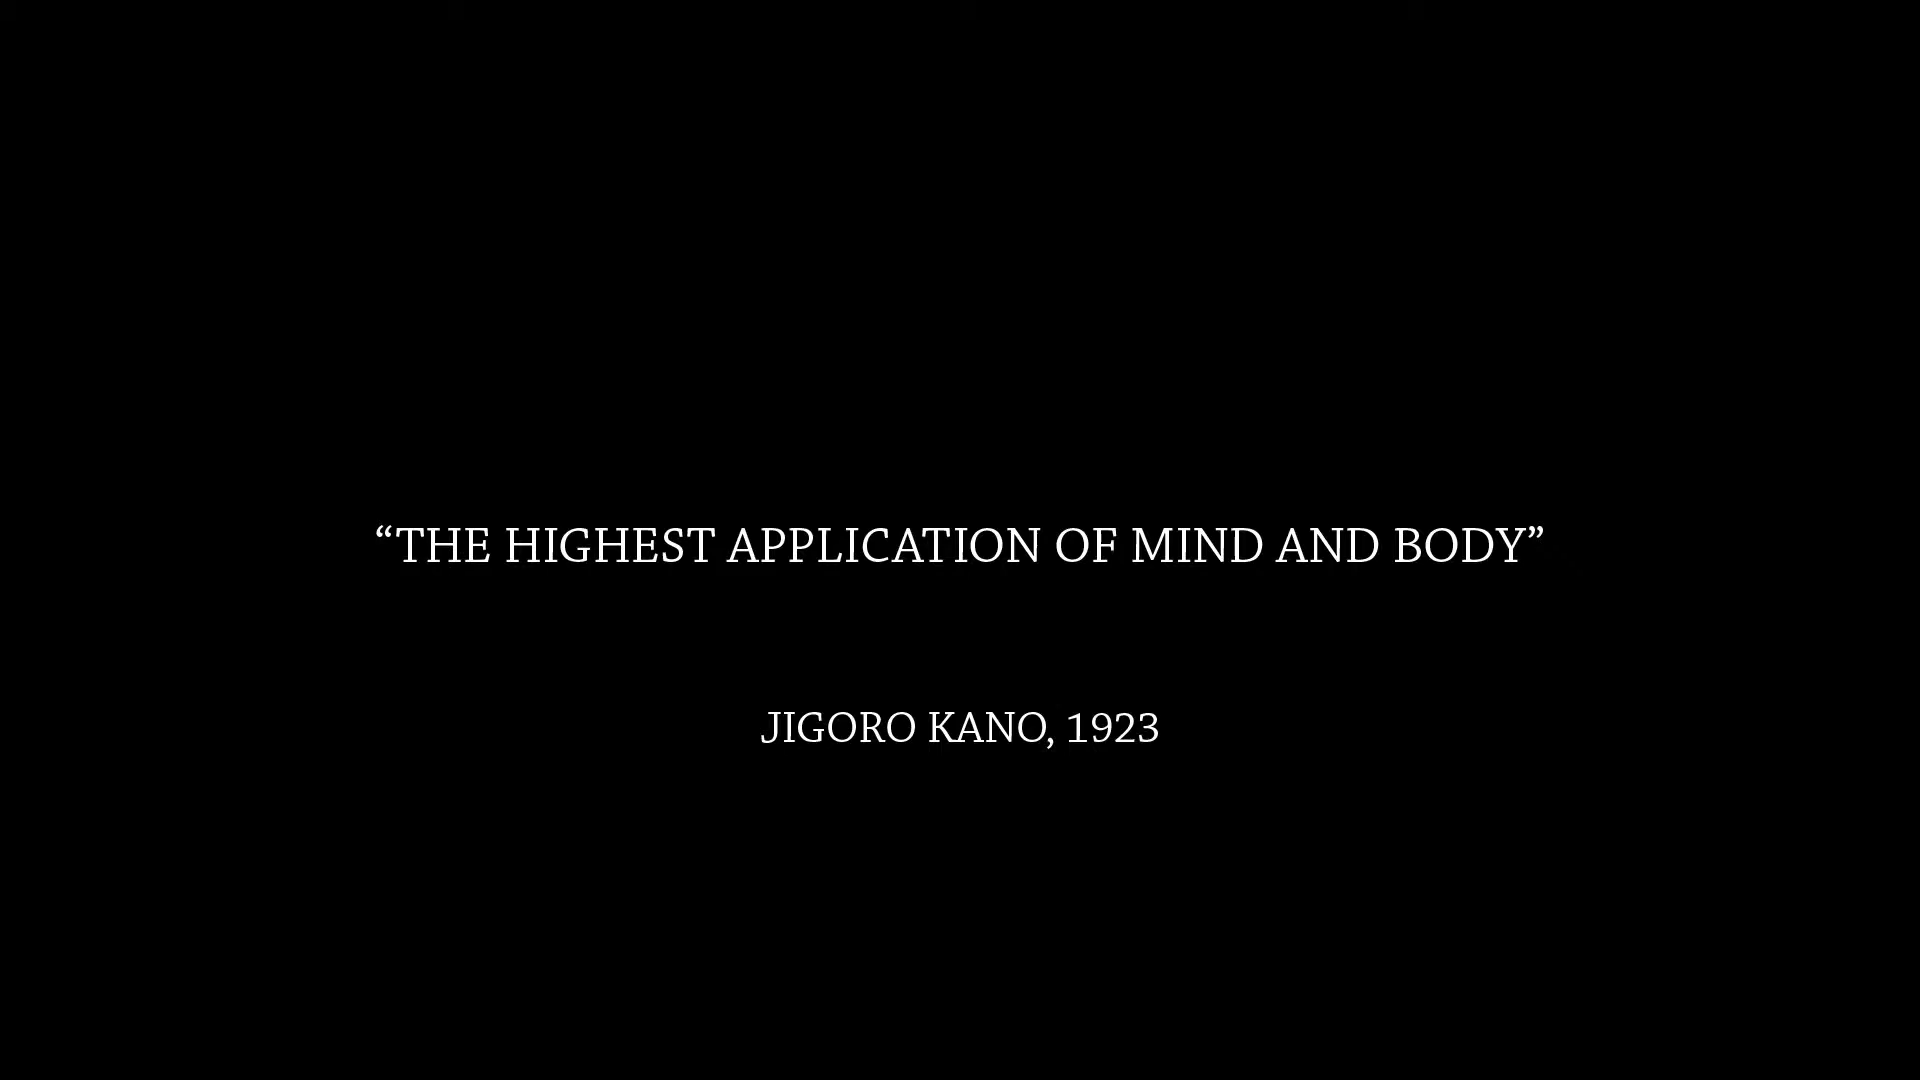 “THE HIGHEST APPLICATION OF MIND AND BODY”
JIGORO KANO, 1923